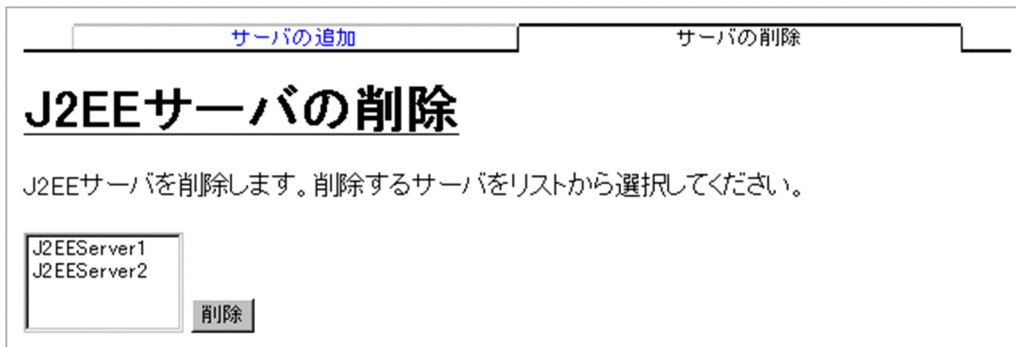 サーバの追加 サーバの削除
J2EEサーバの削除
J2EEサーバを削除します。削除するサーバをリストから選択してください。
J2EEServer1
J2EEServer2
削除